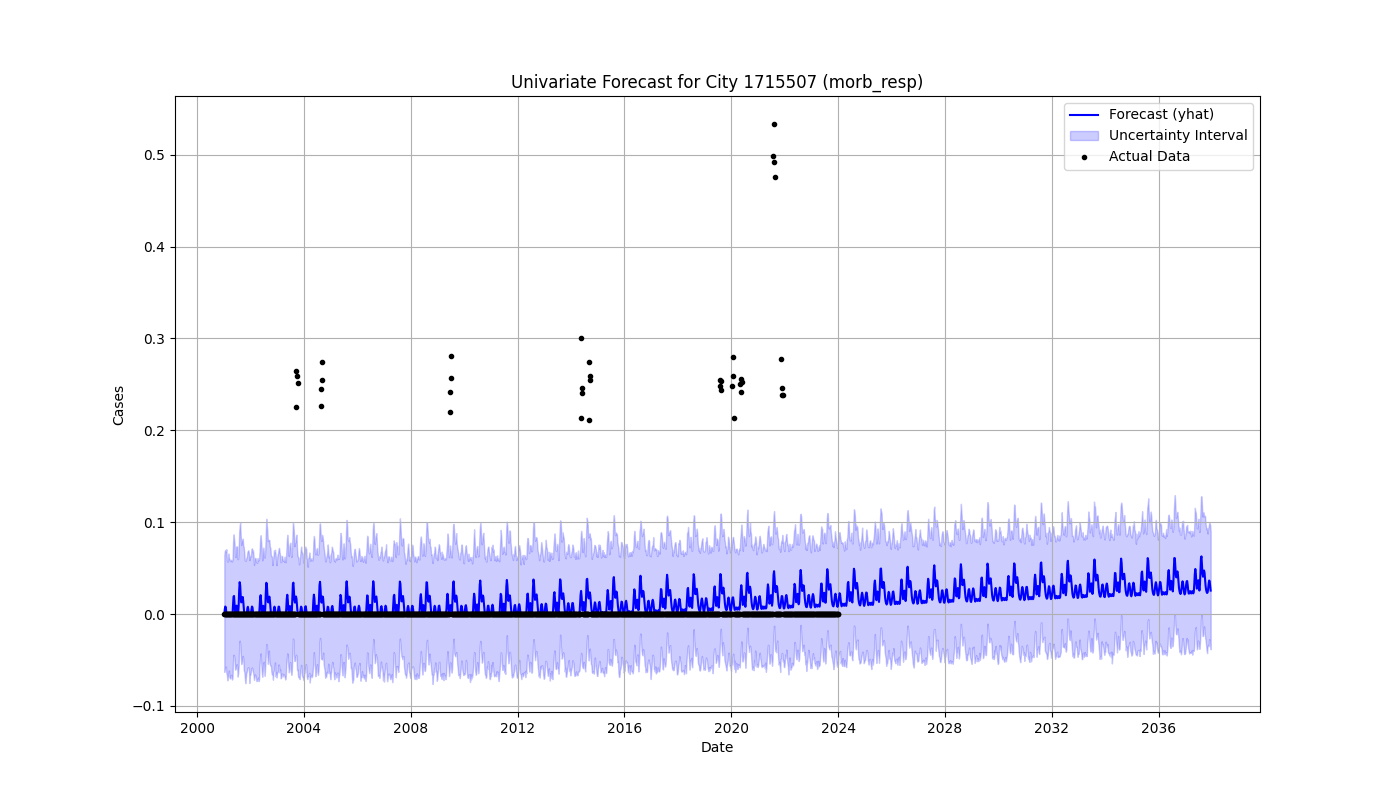 Univariate Forecast for City 1715507 (morb_resp)
Forecast (yhat)
Uncertainty Interval
Actual Data
Cases
0.5
0.4
0.3
0.2
0.1
0.0
−0.1
2000 2004 2008 2012 2016 2020 2024 2028 2032 2036
Date